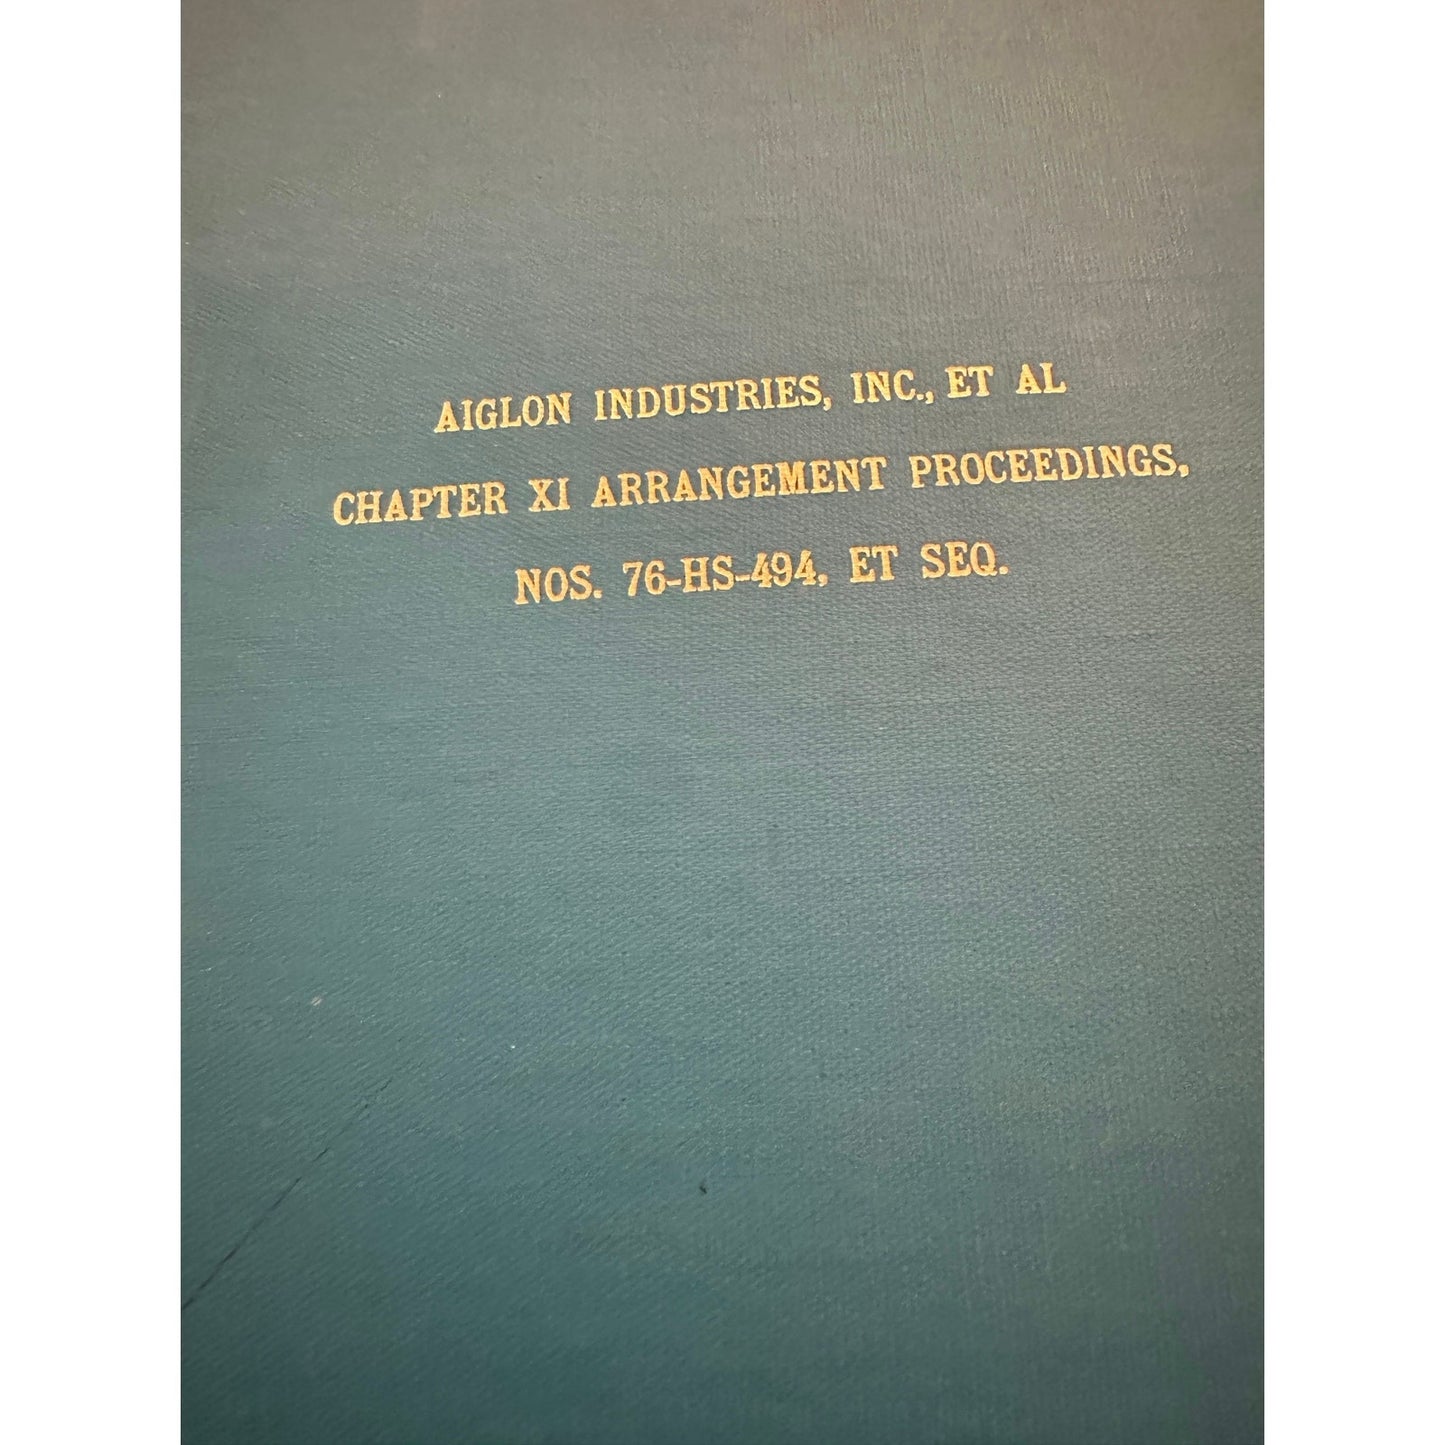 AIGLON INDUSTRIES, INC., ET AL
CHAPTER XI ARRANGEMENT PROCEEDINGS,
NOS. 76-HS-494, ET SEQ.